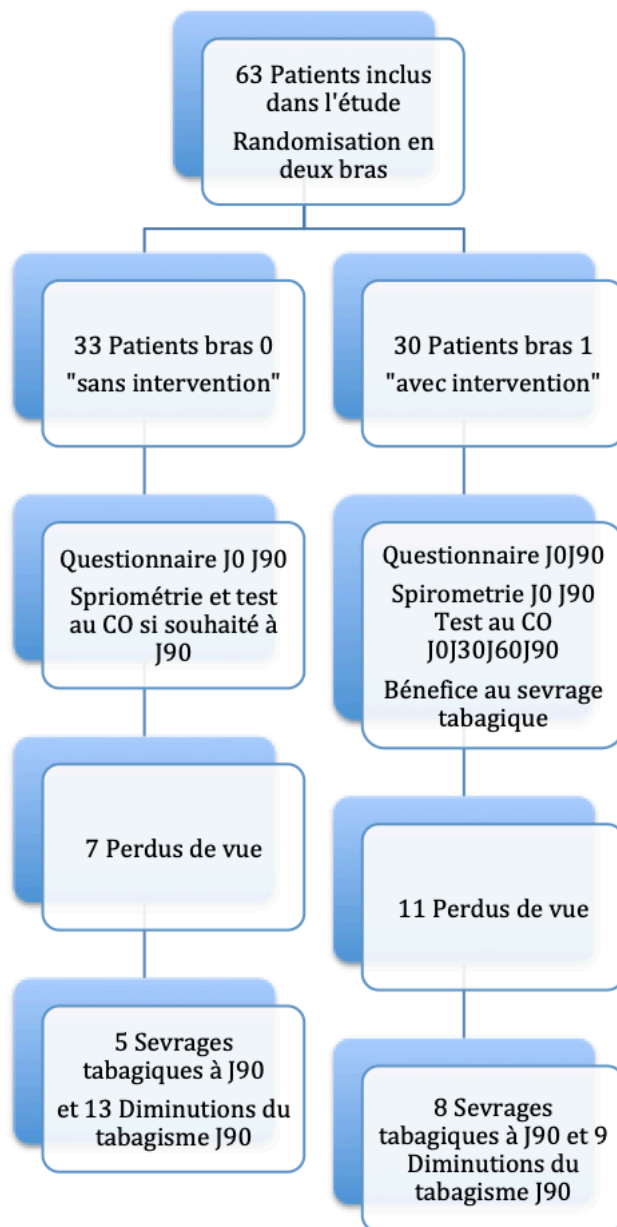 63 Patients inclus
dans l'étude
Randomisation en
deux bras
33 Patients bras 0
"sans intervention"
30 Patients bras 1
"avec intervention"
Questionnaire J0 J90
Spriométrie et test
au CO si souhaité à
J90
Questionnaire J0J90
Spirometrie J0 J90
Test au CO
J0J30J60J90
Bénefice au sevrage
tabagique
7 Perdus de vue
11 Perdus de vue
5 Sevrages
tabagiques à J90
et 13 Diminutions du
tabagisme J90
8 Sevrages
tabagiques à J90 et 9
Diminutions du
tabagisme J90